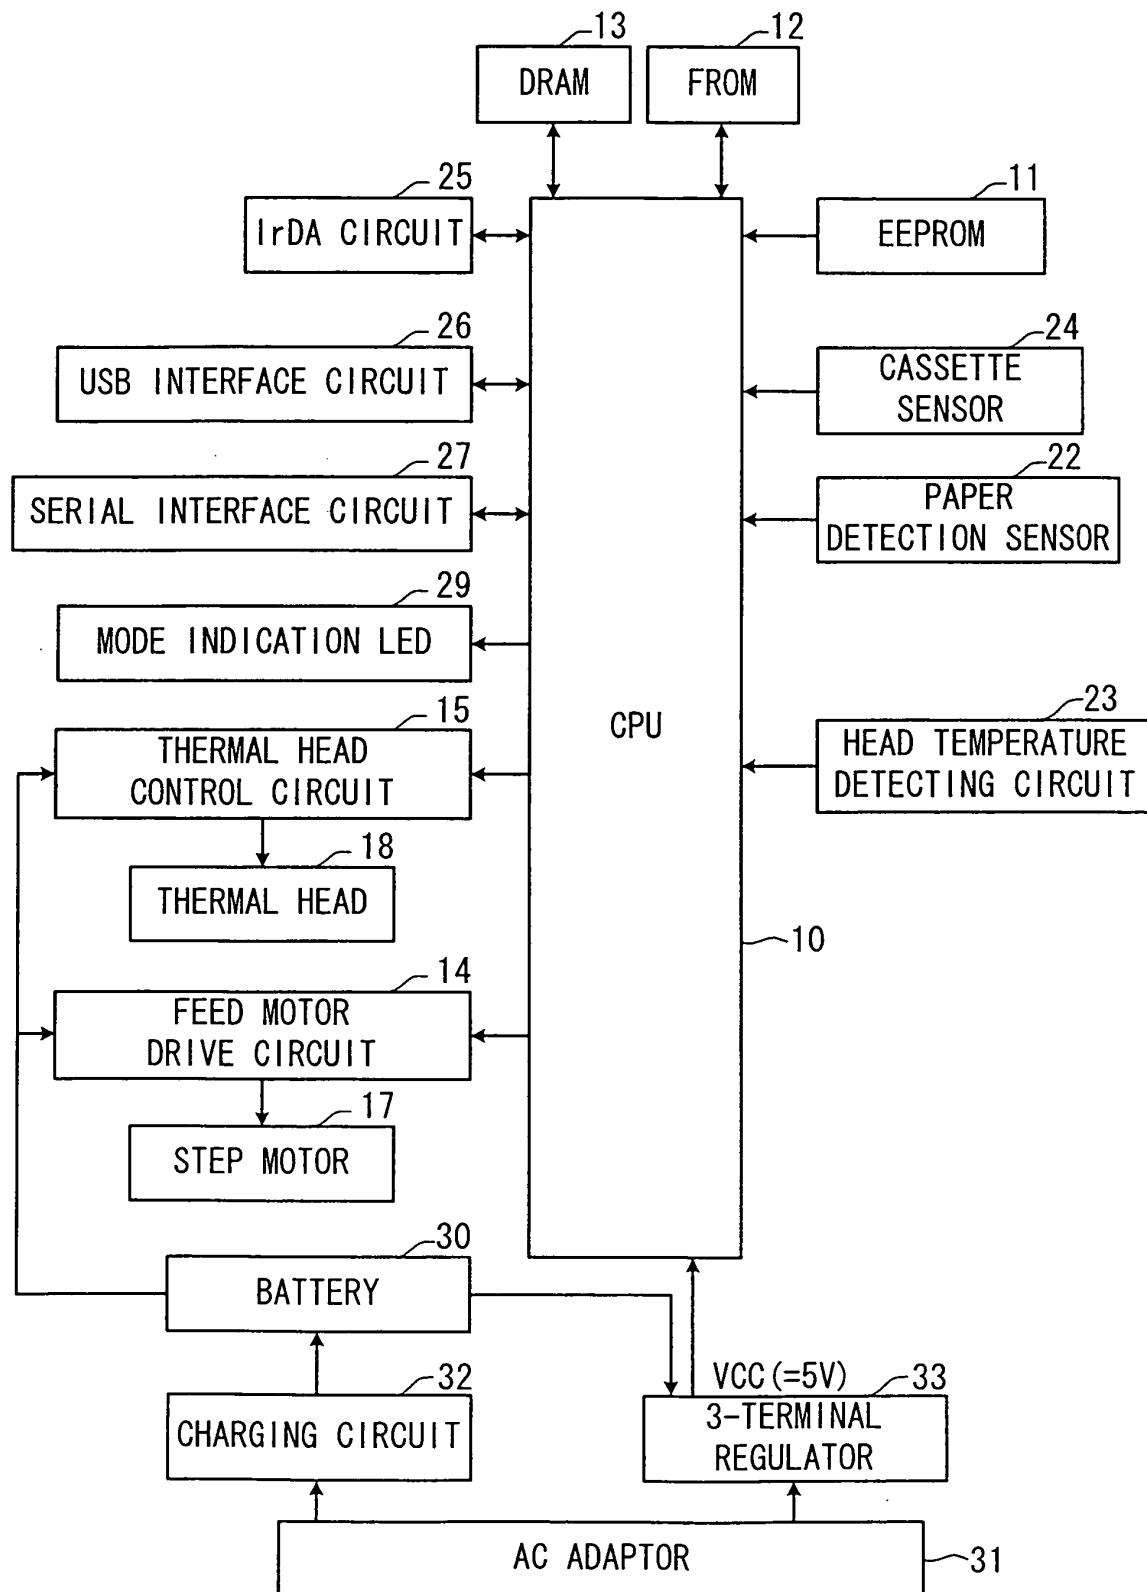 13
12
DRAM
FROM
25
11
IrDA CIRCUIT
EEPROM
26
24
USB INTERFACE CIRCUIT
CASSETTE
SENSOR
27
22
SERIAL INTERFACE CIRCUIT
PAPER
DETECTION SENSOR
29
MODE INDICATION LED
15
CPU
23
THERMAL HEAD
CONTROL CIRCUIT
HEAD TEMPERATURE
DETECTING CIRCUIT
18
THERMAL HEAD
10
14
FEED MOTOR
DRIVE CIRCUIT
17
STEP MOTOR
30
BATTERY
32
VCC(=5V)
33
CHARGING CIRCUIT
3-TERMINAL
REGULATOR
AC ADAPTOR
31